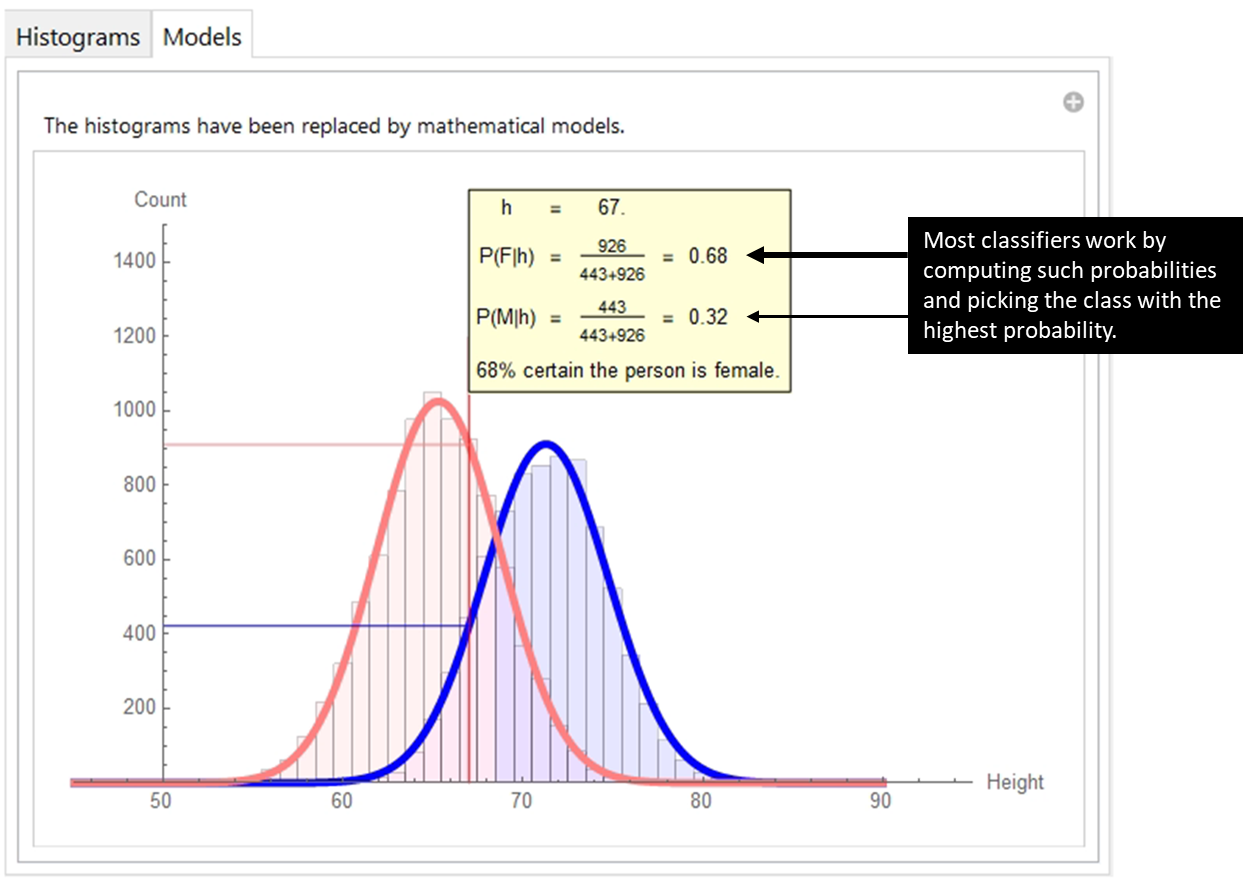 Histograms
Models
The histograms have been replaced by mathematical models.
Count
1400
1200
1000
800
600
400
200
50 60 70 80 90
Height
h = 67.
P(F|h) = 926/443+926 = 0.68
P(M|h) = 443/443+926 = 0.32
68% certain the person is female.
Most classifiers work by
computing such probabilities
and picking the class with the
highest probability.